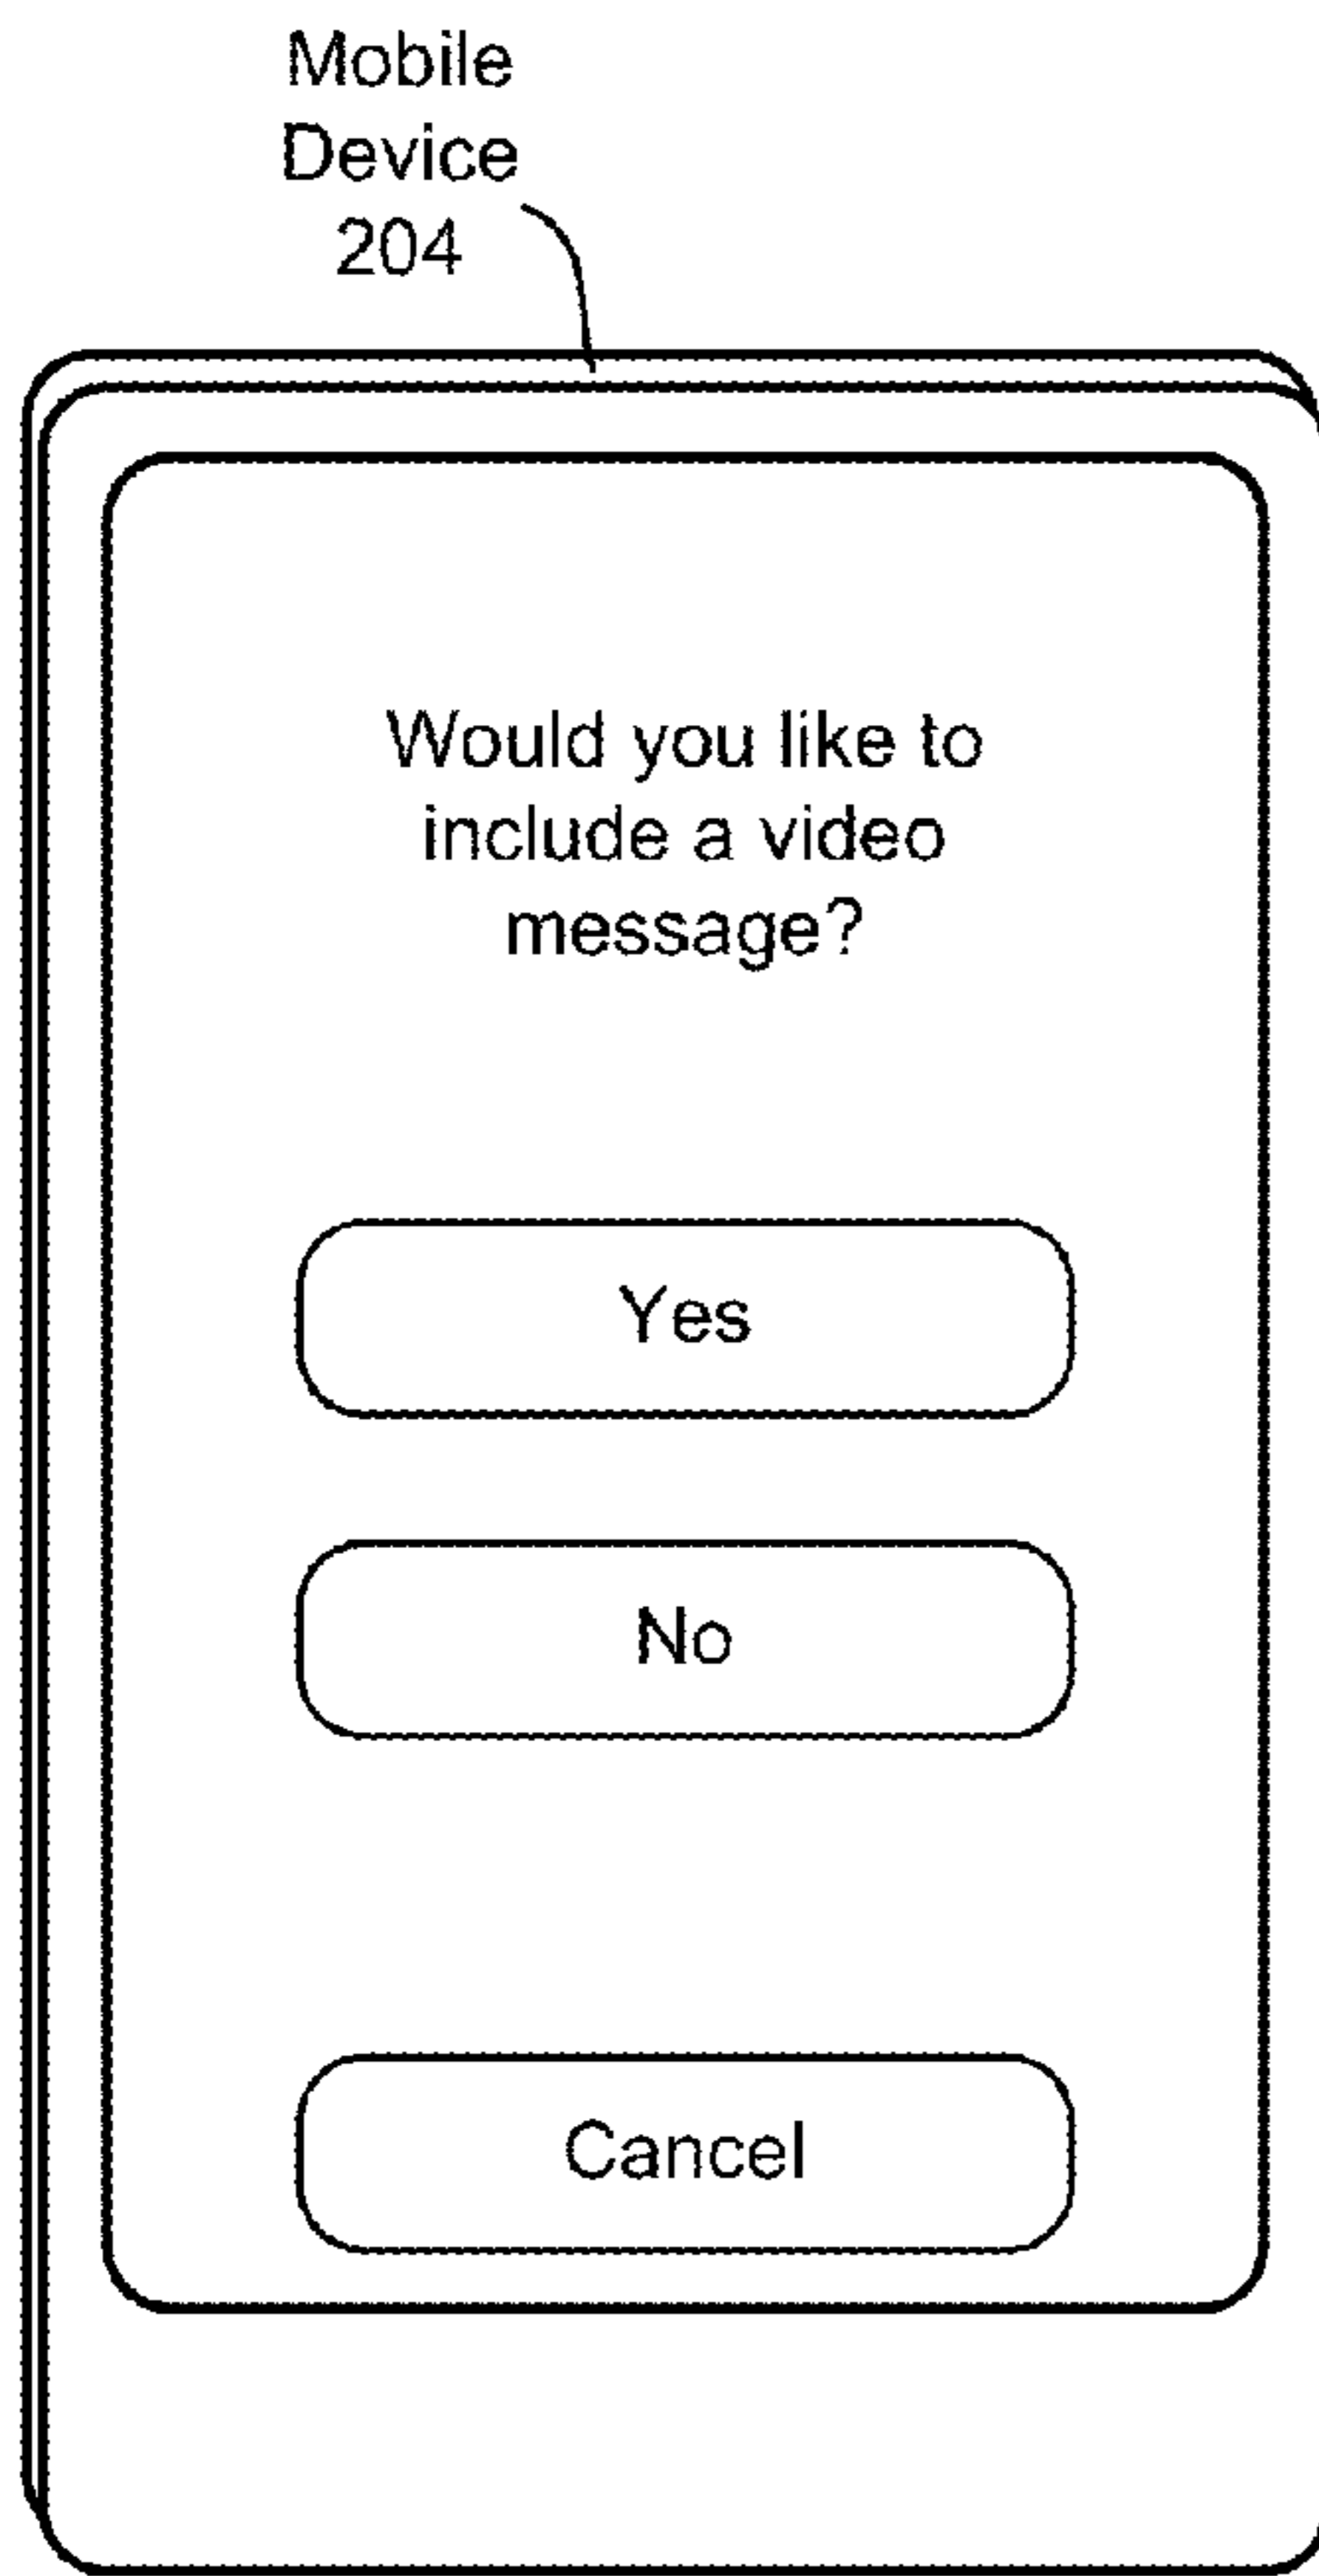 Mobile
Device
204
Would you like to
include a video
message?
Yes
No
Cancel